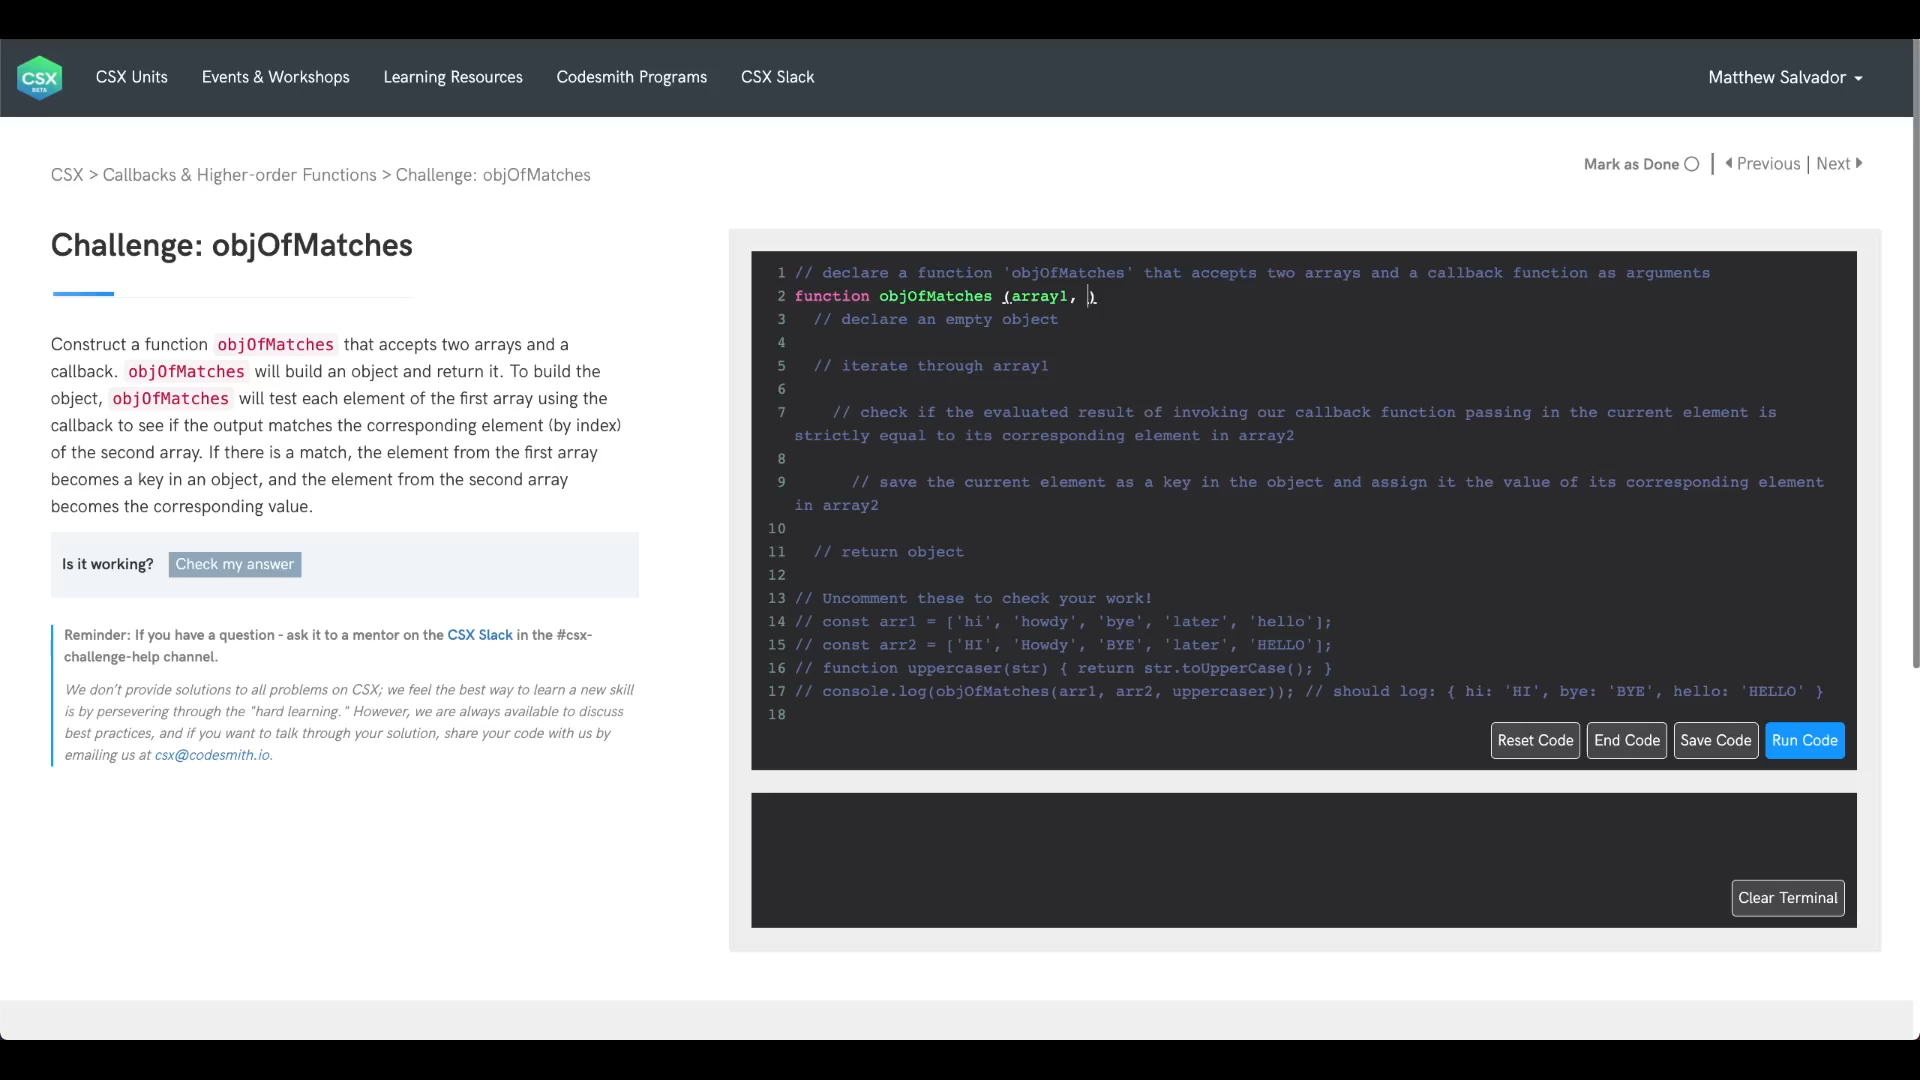 CSX
BETA
CSX Units
Events & Workshops
Learning Resources
Codesmith Programs
CSX Slack
Matthew Salvador
CSX > Callbacks & Higher-order Functions > Challenge: objOfMatches
Mark as Done
Previous | Next
Challenge: objOfMatches
Construct a function objOfMatches that accepts two arrays and a
callback. objOfMatches will build an object and return it. To build the
object, objOfMatches will test each element of the first array using the
callback to see if the output matches the corresponding element (by index)
of the second array. If there is a match, the element from the first array
becomes a key in an object, and the element from the second array
becomes the corresponding value.
Is it working?
Check my answer
Reminder: If you have a question - ask it to a mentor on the CSX Slack in the #csx-
challenge-help channel.
We don't provide solutions to all problems on CSX; we feel the best way to learn a new skill
is by persevering through the "hard learning." However, we are always available to discuss
best practices, and if you want to talk through your solution, share your code with us by
emailing us at csx@codesmith.io.
1 // declare a function 'objOfMatches' that accepts two arrays and a callback function as arguments
2 function objOfMatches (array1, )
3 // declare an empty object
4
5 // iterate through array1
6
7 // check if the evaluated result of invoking our callback function passing in the current element is
strictly equal to its corresponding element in array2
8
9 // save the current element as a key in the object and assign it the value of its corresponding element
in array2
10
11 // return object
12
13 // Uncomment these to check your work!
14 // const arr1 = ['hi', 'howdy', 'bye', 'later', 'hello'];
15 // const arr2 = ['HI', 'Howdy', 'BYE', 'later', 'HELLO'];
16 // function uppercaser(str) { return str.toUpperCase(); }
17 // console.log(objOfMatches(arr1, arr2, uppercaser)); // should log: { hi: 'HI', bye: 'BYE', hello: 'HELLO' }
18
Reset Code
End Code
Save Code
Run Code
Clear Terminal